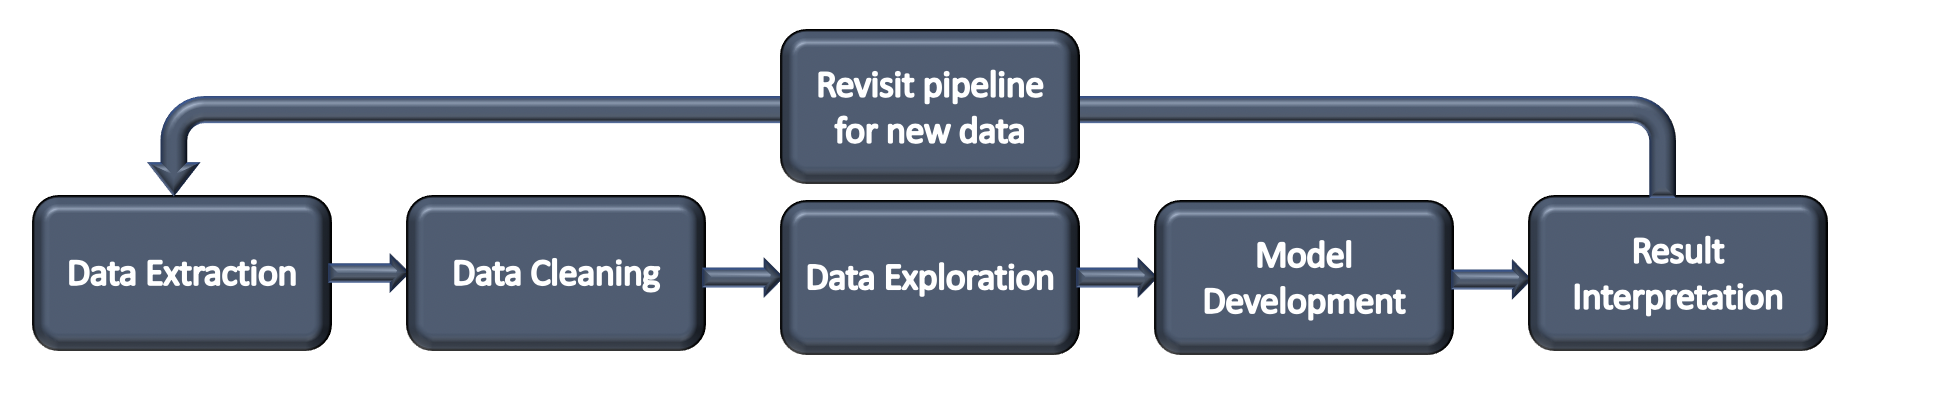 Revisit pipeline
for new data
Data Extraction
Data Cleaning
Data Exploration
Model
Development
Result
Interpretation